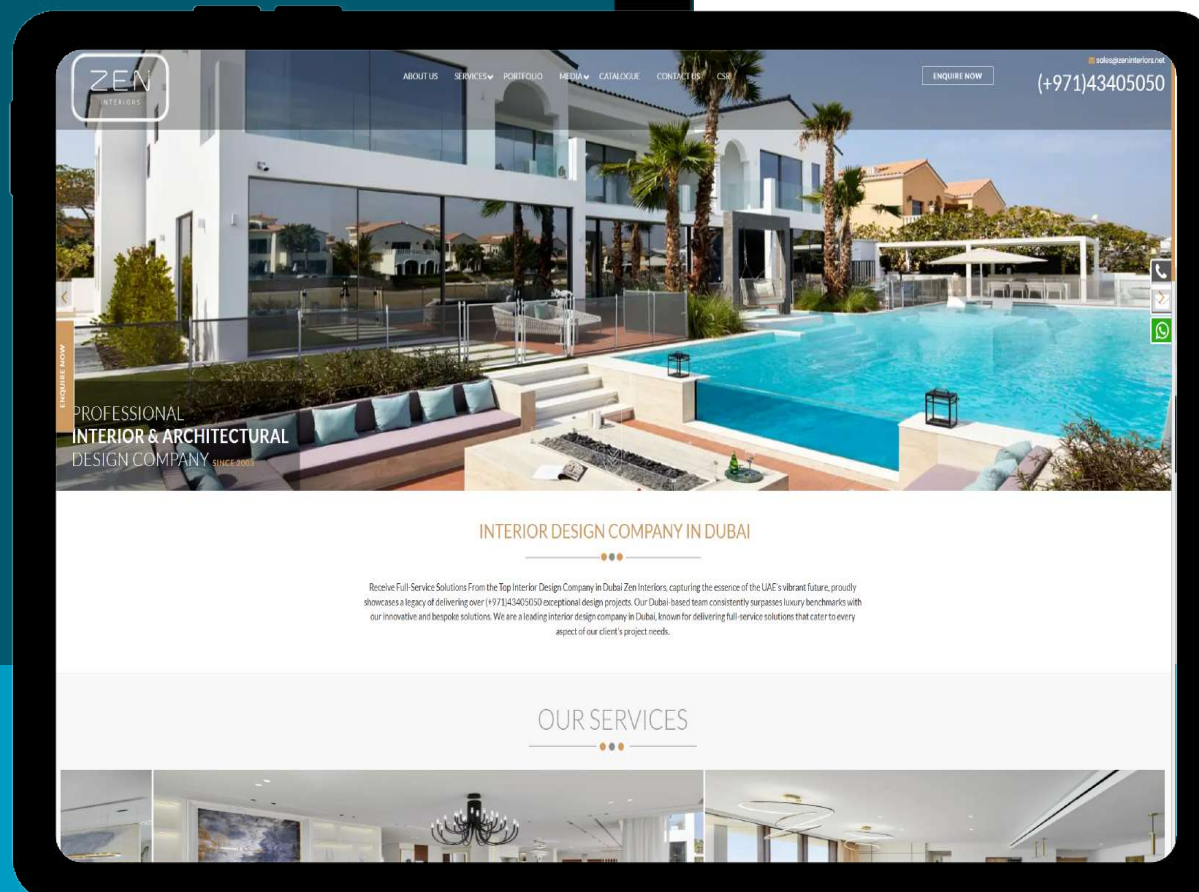 ZEN
INTERIORS
ABOUT US SERVICES PORTFOLIO MEDIA CATALOGUE CONTACT US CSR
ENQUIRE NOW
sales@zeninteriors.net
(+971)43405050
ENQUIRE NOW
PROFESSIONAL
INTERIOR & ARCHITECTURAL
DESIGN COMPANY SINCE 2003
INTERIOR DESIGN COMPANY IN DUBAI
Receive Full-Service Solutions From the Top Interior Design Company in Dubai Zen Interiors, capturing the essence of the UAE's vibrant future, proudly
showcases a legacy of delivering over (+971)43405050 exceptional design projects. Our Dubai-based team consistently surpasses luxury benchmarks with
our innovative and bespoke solutions. We are a leading interior design company in Dubai, known for delivering full-service solutions that cater to every
aspect of our client's project needs.
OUR SERVICES